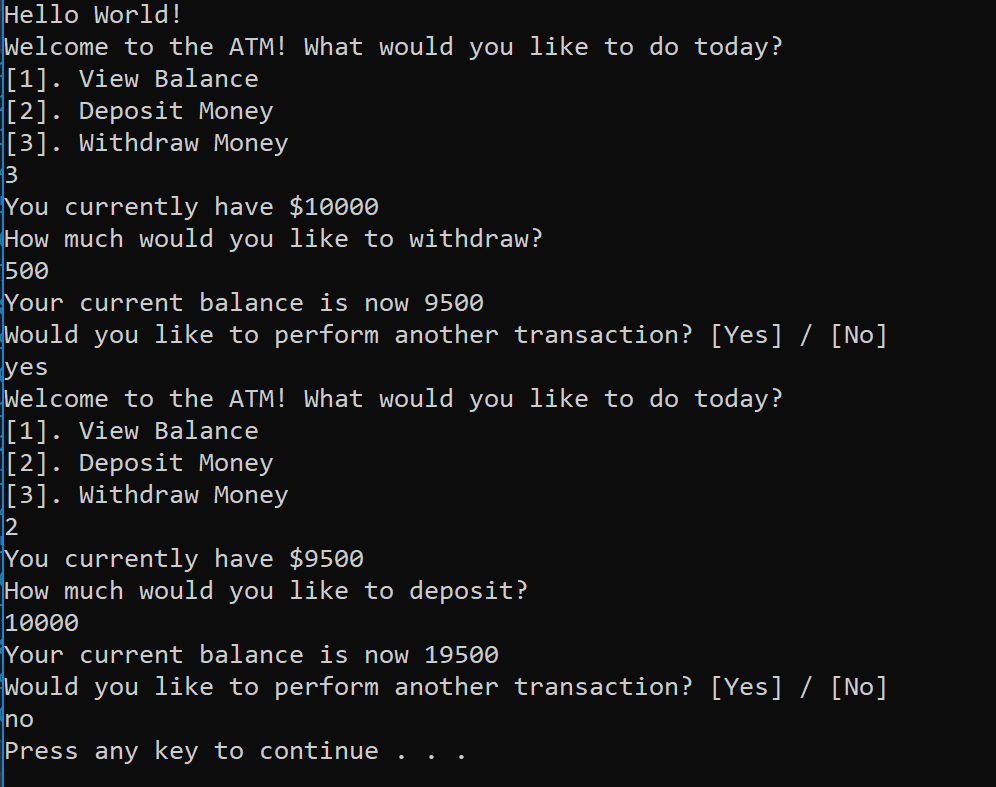 Hello World!
Welcome to the ATM! What would you like to do today?
[1]. View Balance
[2]. Deposit Money
[3]. Withdraw Money
3
You currently have $10000
How much would you like to withdraw?
500
Your current balance is now 9500
Would you like to perform another transaction? [Yes] / [No]
yes
Welcome to the ATM! What would you like to do today?
[1]. View Balance
[2]. Deposit Money
[3]. Withdraw Money
2
You currently have $9500
How much would you like to deposit?
10000
Your current balance is now 19500
Would you like to perform another transaction? [Yes] / [No]
no
Press any key to continue . . .